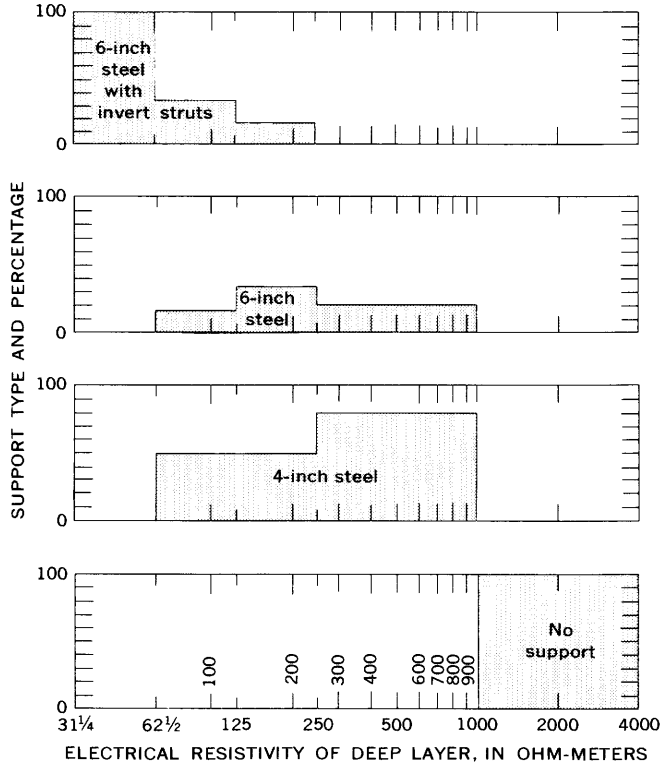 SUPPORT TYPE AND PERCENTAGE
100
6-inch
steel
with
invert struts
0
100
6-inch
steel
0
100
4-inch steel
0
100
No
support
100 200 300 400 600 700 800 900
0
31¼ 62½ 125 250 500 1000 2000 4000
ELECTRICAL RESISTIVITY OF DEEP LAYER, IN OHM-METERS